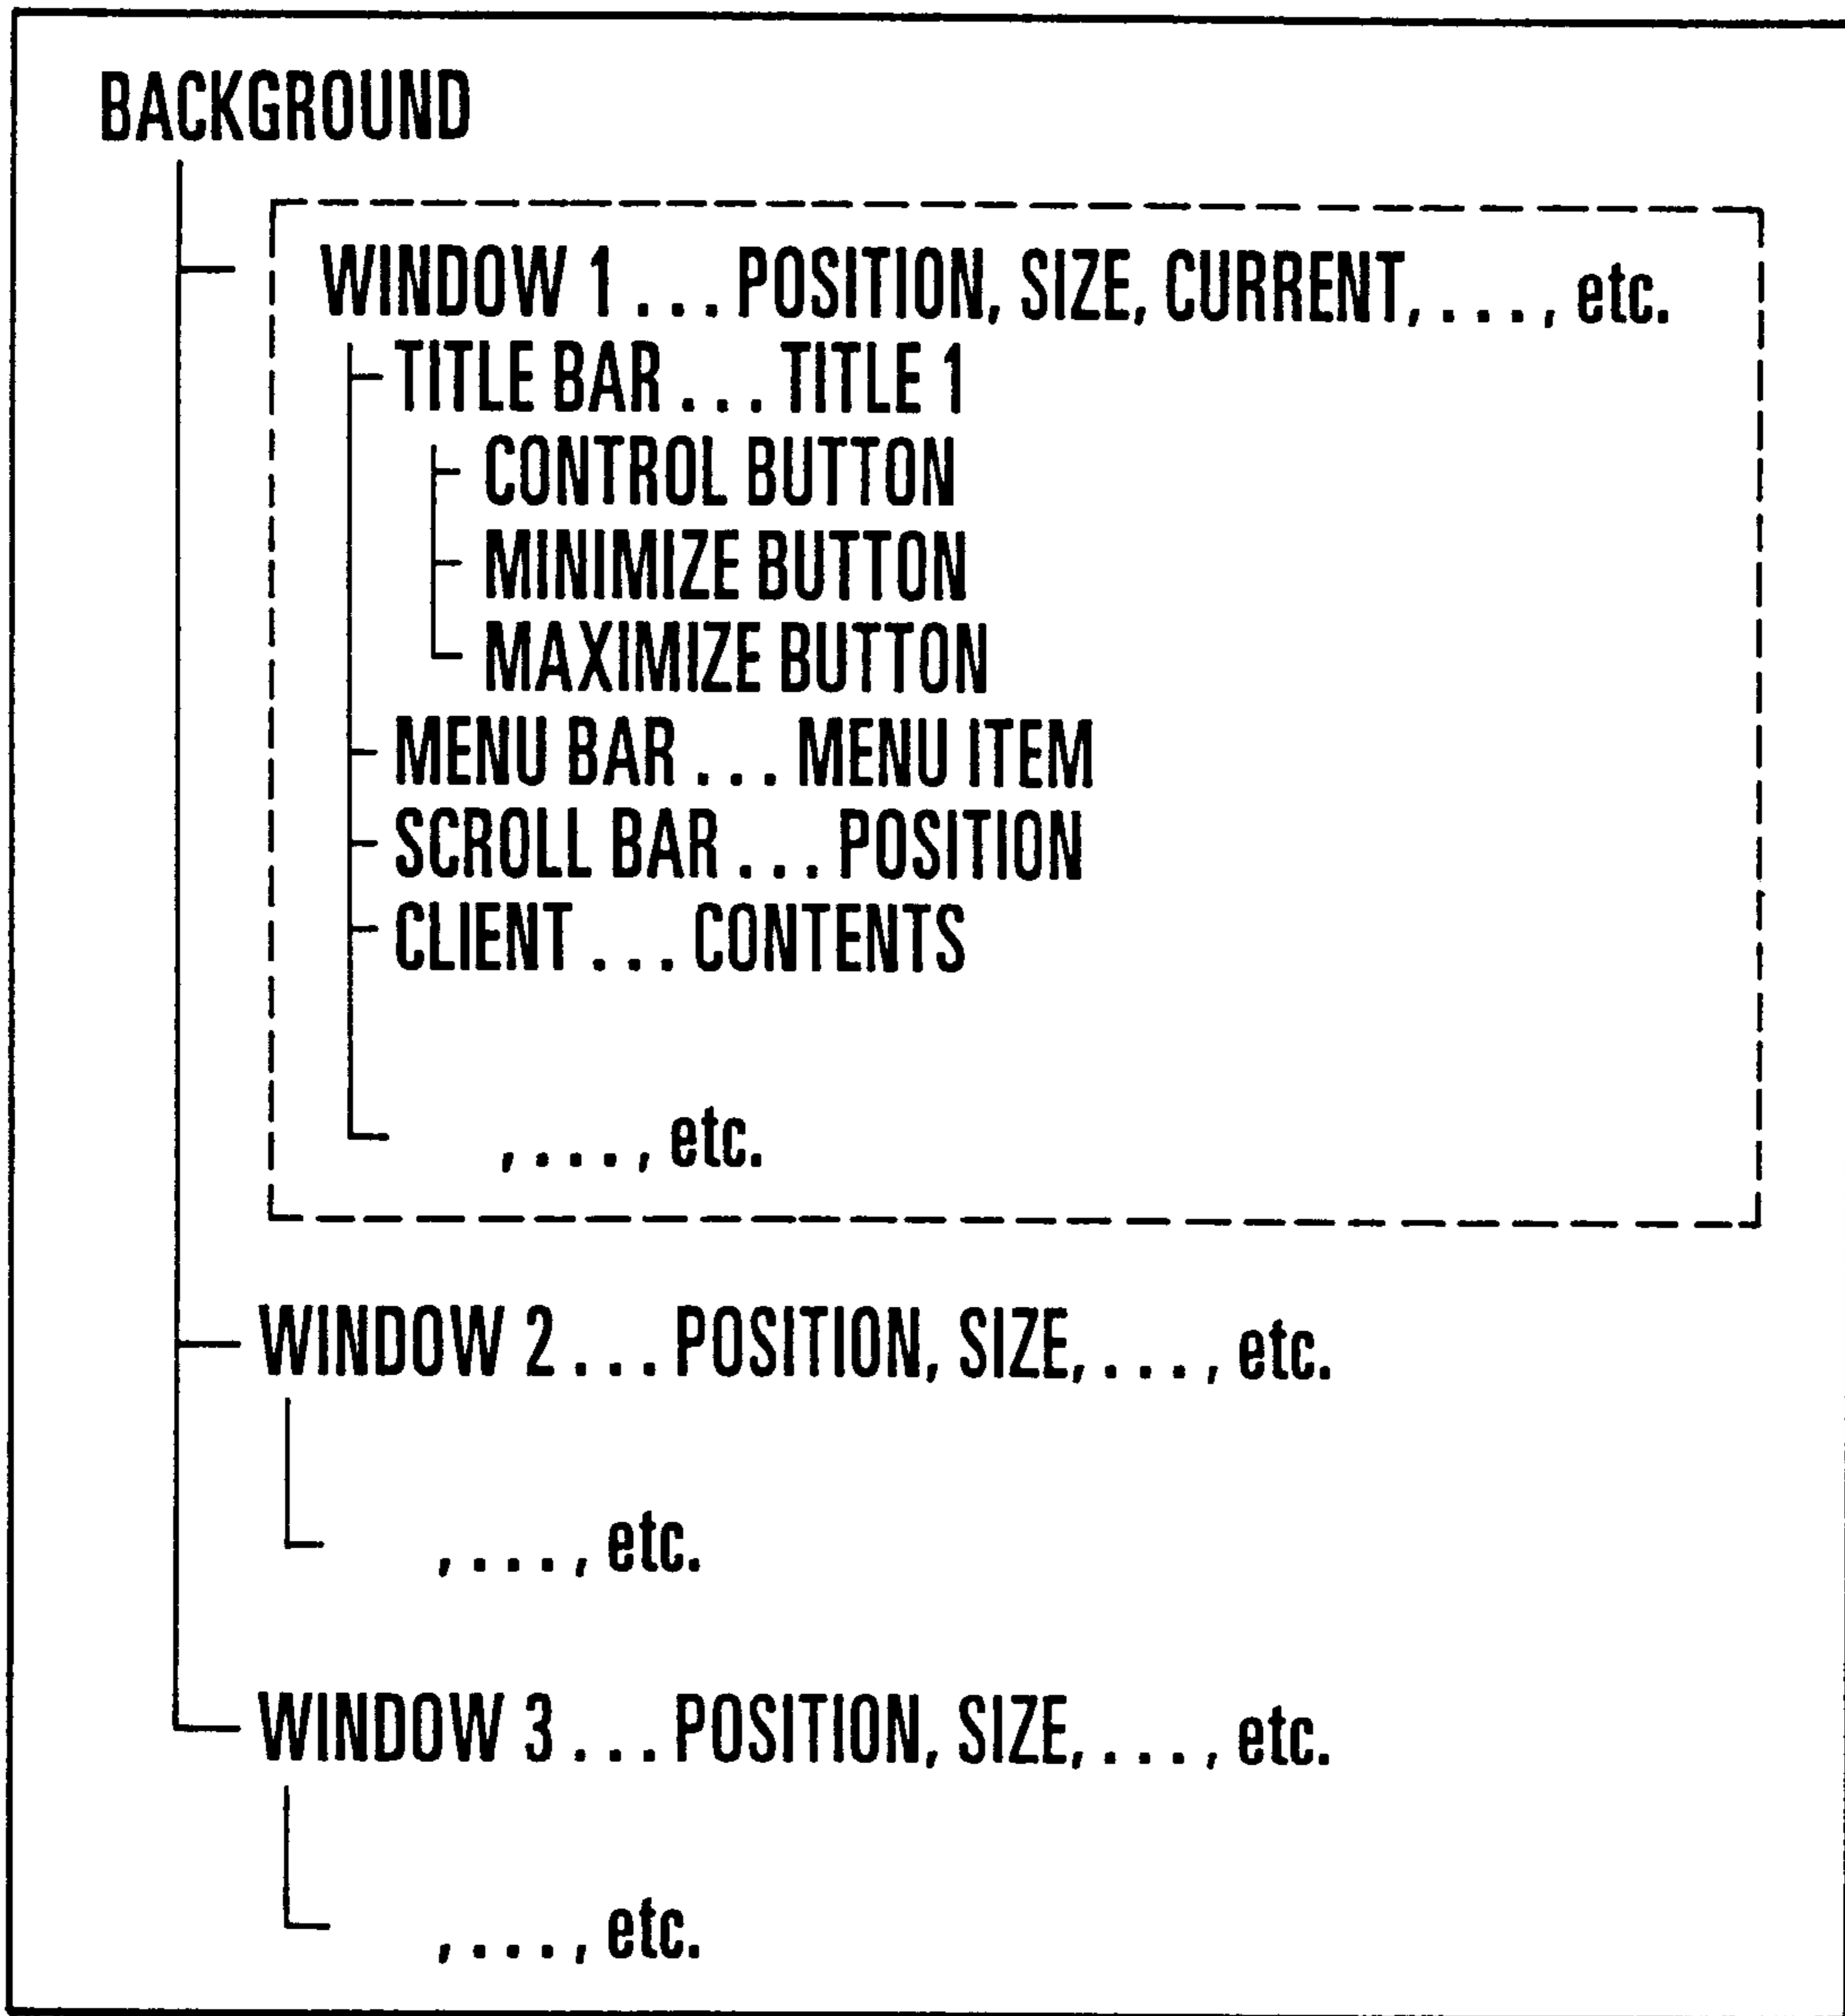 BACKGROUND
WINDOW 1 . . . POSITION, SIZE, CURRENT, . . . , etc.
TITLE BAR . . . TITLE 1
CONTROL BUTTON
MINIMIZE BUTTON
MAXIMIZE BUTTON
MENU BAR . . . MENU ITEM
SCROLL BAR . . . POSITION
CLIENT . . . CONTENTS
, . . . , etc.
WINDOW 2 . . . POSITION, SIZE, . . . , etc.
, . . . , etc.
WINDOW 3 . . . POSITION, SIZE, . . . , etc.
, . . . , etc.